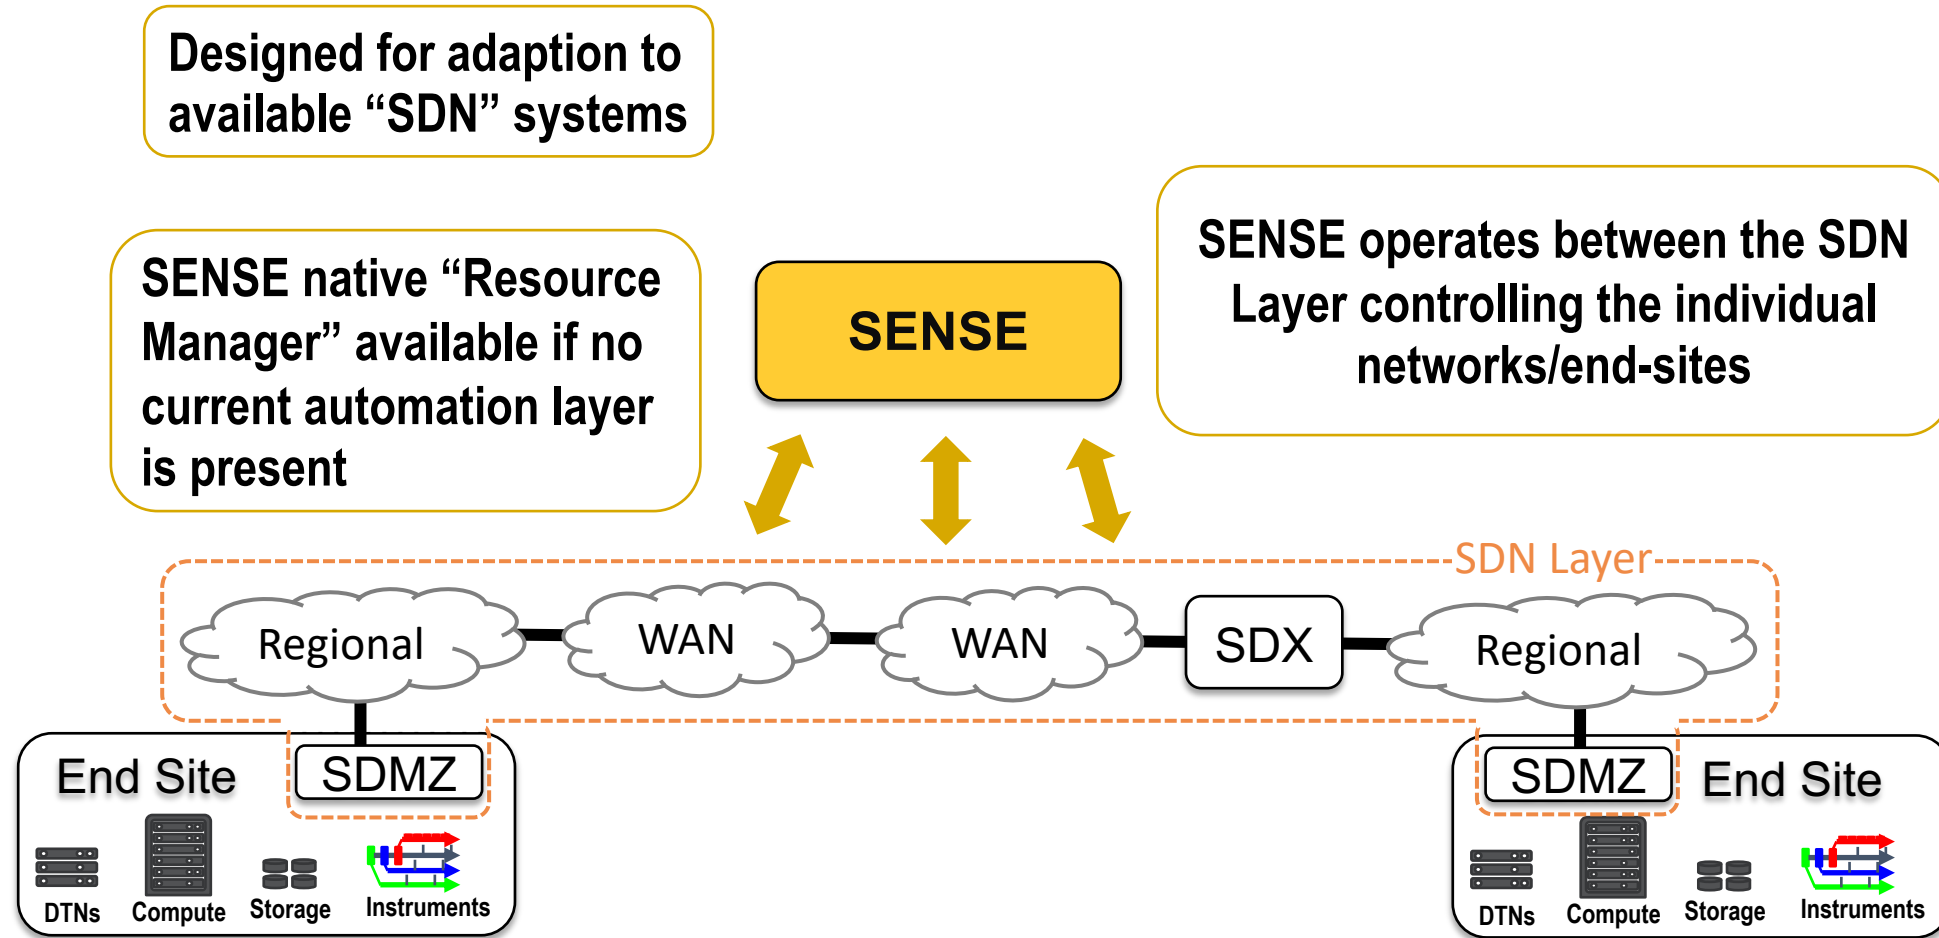 Designed for adaption to
available “SDN” systems
SENSE native “Resource
Manager” available if no
current automation layer
is present
SENSE
SENSE operates between the SDN
Layer controlling the individual
networks/end-sites
SDN Layer
Regional
WAN
WAN
SDX
Regional
End Site
SDMZ
DTNs
Compute
Storage
Instruments
SDMZ
End Site
DTNs
Compute
Storage
Instruments